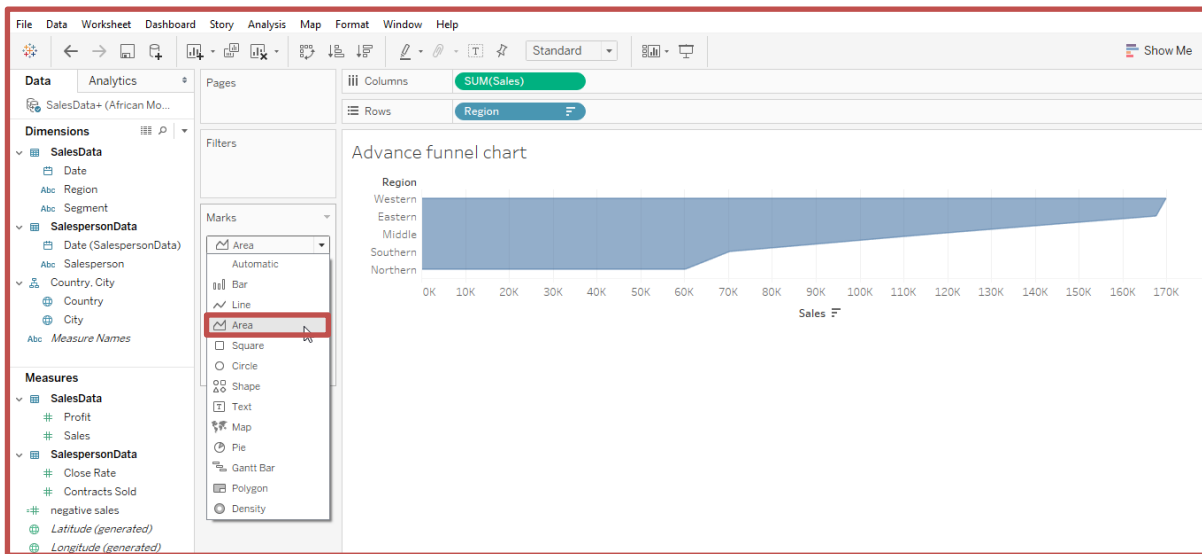 File Data Worksheet Dashboard Story Analysis Map Format Window Help
Standard Show Me
Data Analytics
SalesData+ (African Mo...
Dimensions
SalesData
Date
Abc Region
Abc Segment
SalespersonData
Date (SalespersonData)
Abc Salesperson
Country, City
Country
City
Abc Measure Names
Measures
SalesData
# Profit
# Sales
SalespersonData
# Close Rate
# Contracts Sold
=# negative sales
Latitude (generated)
Longitude (generated)
Pages
Filters
Marks
Area
Automatic
Bar
Line
Area
Square
Circle
Shape
T Text
Map
Pie
Gantt Bar
Polygon
Density
Columns SUM(Sales)
Rows Region
Advance funnel chart
Region
Western
Eastern
Middle
Southern
Northern
0K 10K 20K 30K 40K 50K 60K 70K 80K 90K 100K 110K 120K 130K 140K 150K 160K 170K
Sales